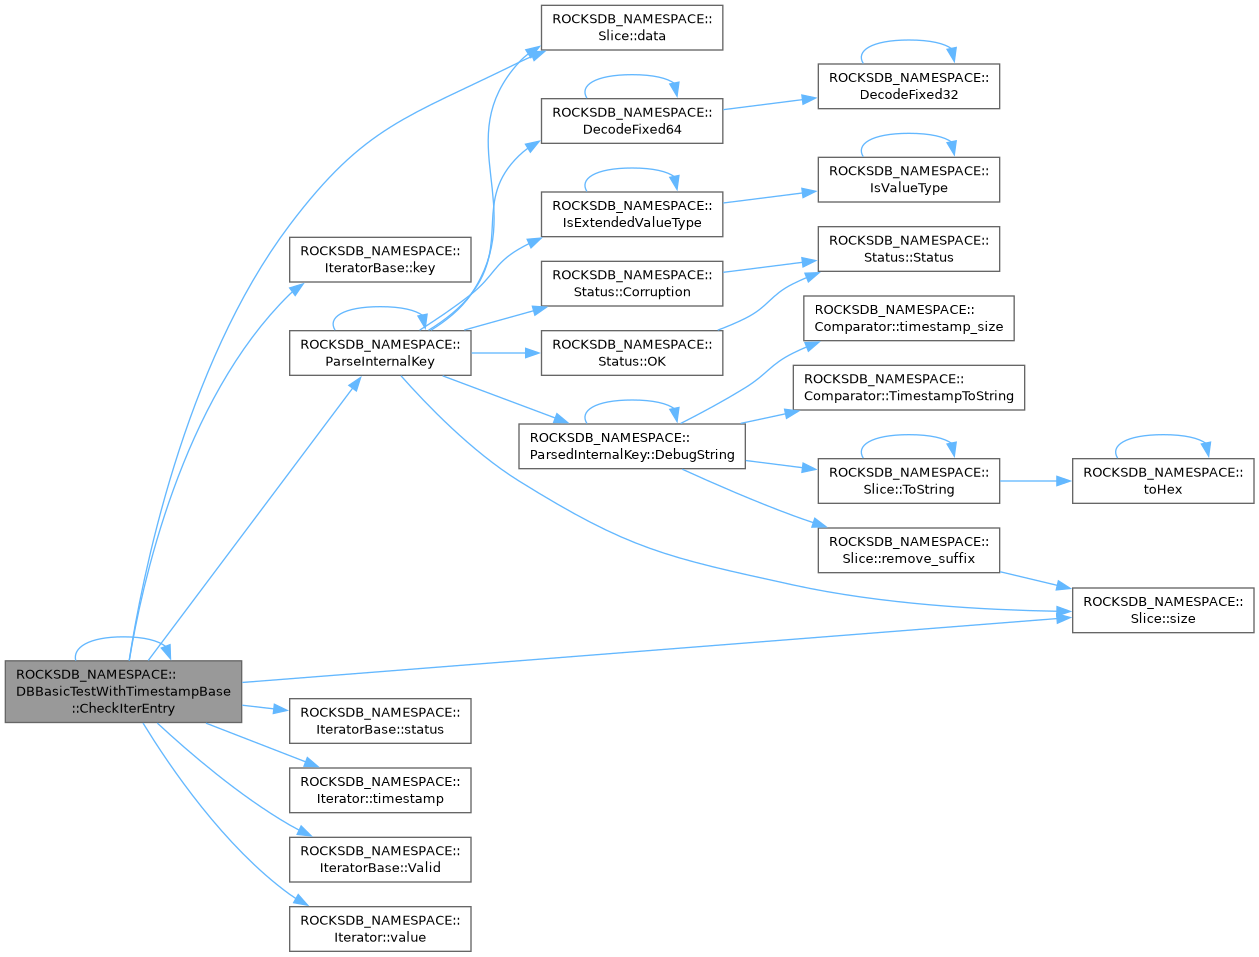 ROCKSDB_NAMESPACE::
Slice::data
ROCKSDB_NAMESPACE::
DecodeFixed32
ROCKSDB_NAMESPACE::
DecodeFixed64
ROCKSDB_NAMESPACE::
IsValueType
ROCKSDB_NAMESPACE::
IsExtendedValueType
ROCKSDB_NAMESPACE::
Status::Status
ROCKSDB_NAMESPACE::
IteratorBase::key
ROCKSDB_NAMESPACE::
Status::Corruption
ROCKSDB_NAMESPACE::
Comparator::timestamp_size
ROCKSDB_NAMESPACE::
ParseInternalKey
ROCKSDB_NAMESPACE::
Status::OK
ROCKSDB_NAMESPACE::
Comparator::TimestampToString
ROCKSDB_NAMESPACE::
ParsedInternalKey::DebugString
ROCKSDB_NAMESPACE::
Slice::ToString
ROCKSDB_NAMESPACE::
toHex
ROCKSDB_NAMESPACE::
Slice::remove_suffix
ROCKSDB_NAMESPACE::
Slice::size
ROCKSDB_NAMESPACE::
DBBasicTestWithTimestampBase
::CheckIterEntry
ROCKSDB_NAMESPACE::
IteratorBase::status
ROCKSDB_NAMESPACE::
Iterator::timestamp
ROCKSDB_NAMESPACE::
IteratorBase::Valid
ROCKSDB_NAMESPACE::
Iterator::value